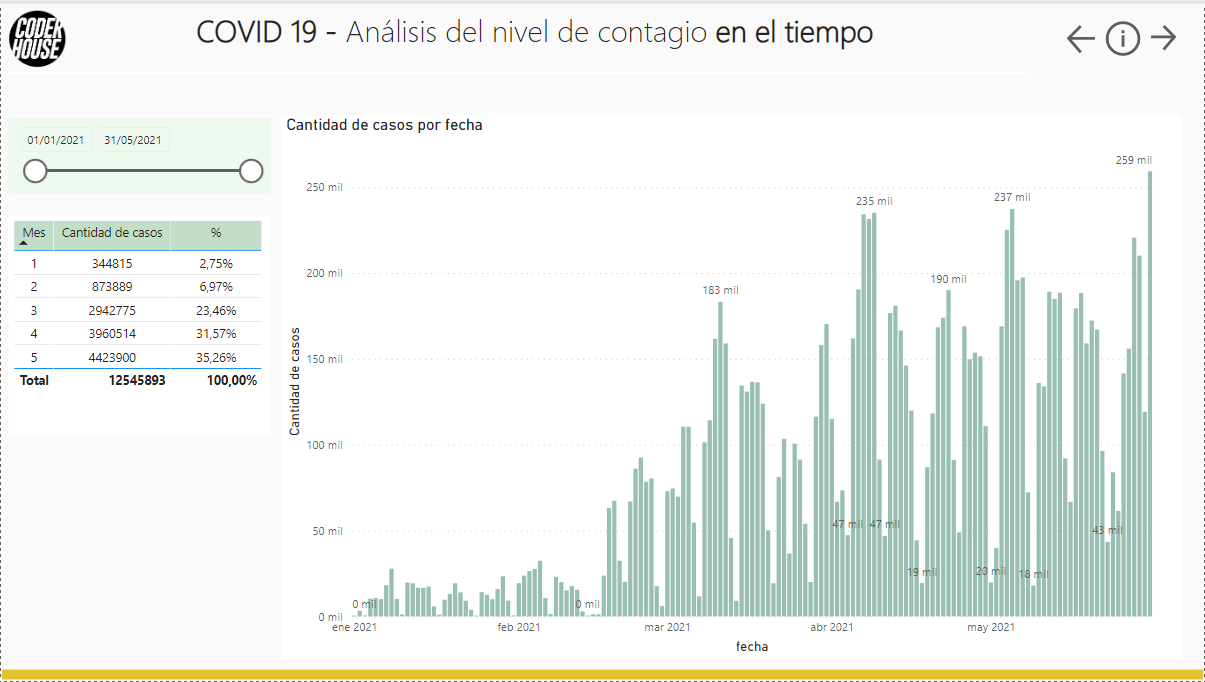 CODER HOUSE
COVID 19 - Análisis del nivel de contagio en el tiempo
i
01/01/2021 31/05/2021
Mes Cantidad de casos %
1 344815 2,75%
2 873889 6,97%
3 2942775 23,46%
4 3960514 31,57%
5 4423900 35,26%
Total 12545893 100,00%
Cantidad de casos por fecha
Cantidad de casos
259 mil
250 mil
235 mil 237 mil
200 mil
183 mil 190 mil
150 mil
100 mil
50 mil
47 mil 47 mil 43 mil
19 mil 20 mil 18 mil
0 mil 0 mil
0 mil
ene 2021 feb 2021 mar 2021 abr 2021 may 2021
fecha